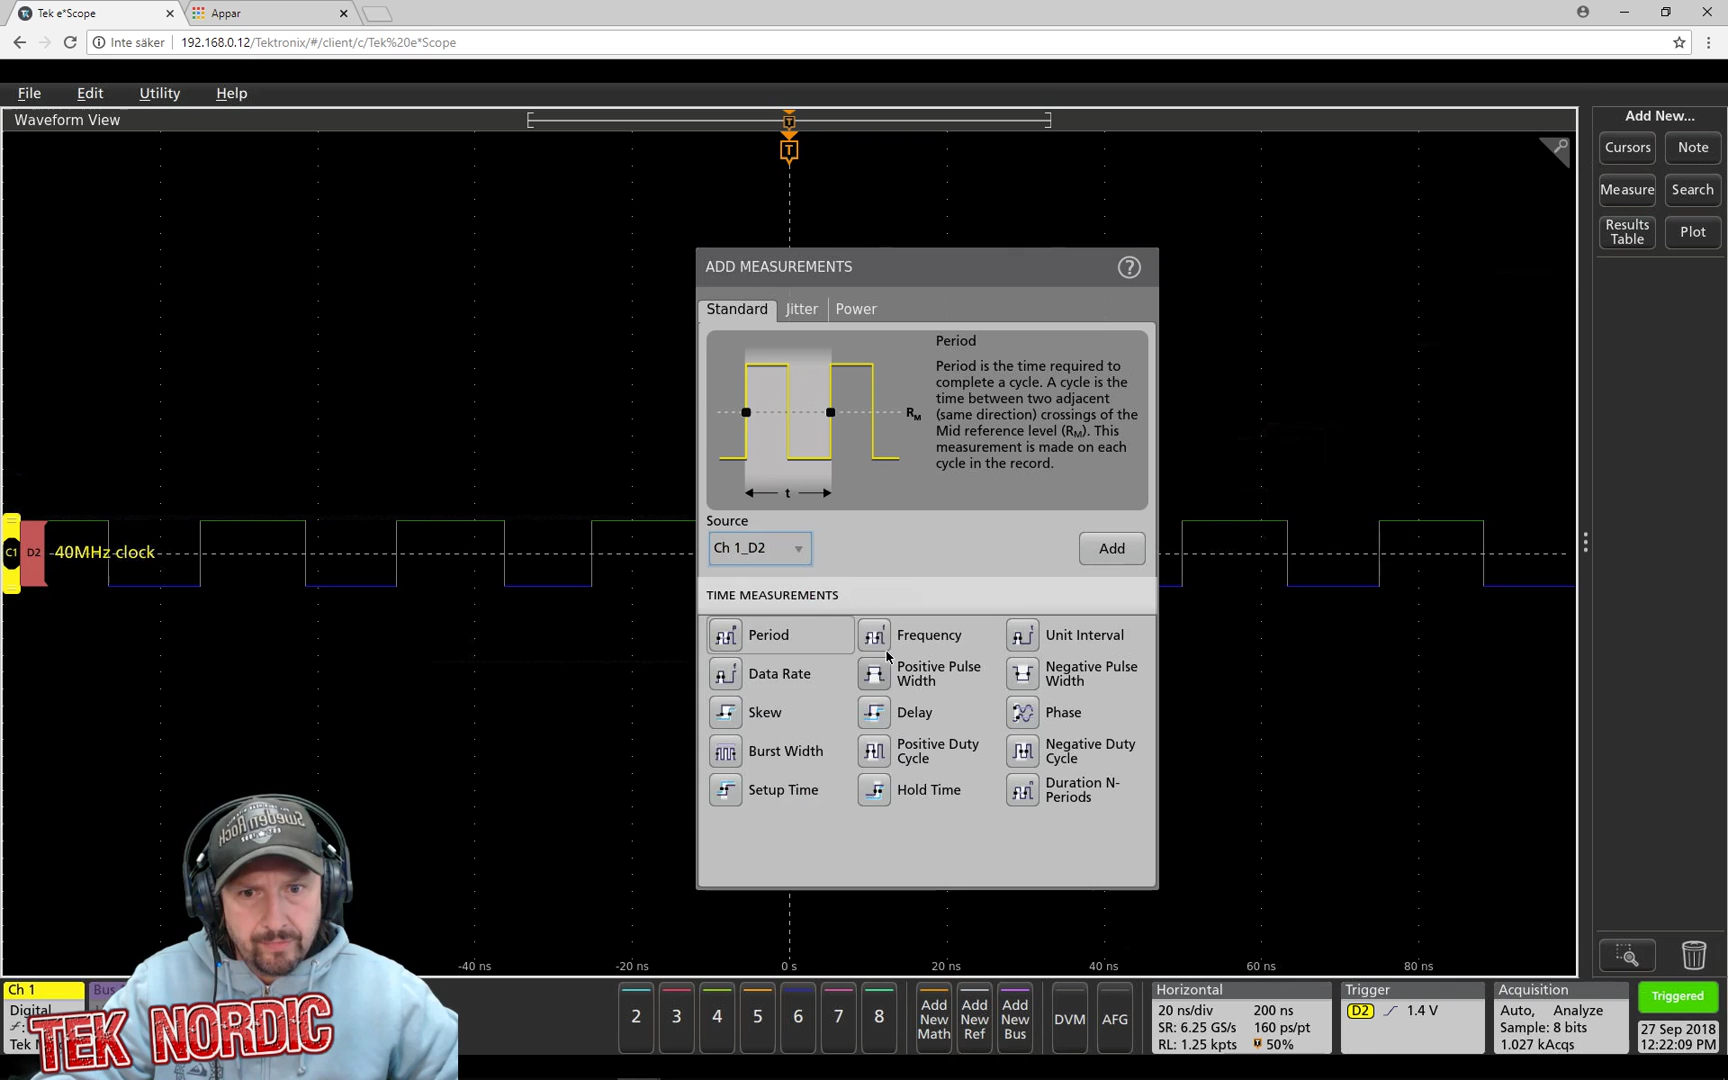 Tek e*Scope
Appar
Inte säker
192.168.0.12/Tektronix/#/client/c/Tek%20e*Scope
File Edit Utility Help
Waveform View
T
T
Add New...
Cursors
Note
Measure
Search
Results
Table
Plot
ADD MEASUREMENTS
?
Standard
Jitter
Power
Period
Period is the time required to
complete a cycle. A cycle is the
time between two adjacent
(same direction) crossings of the
Mid reference level (RM). This
measurement is made on each
cycle in the record.
RM
t
Source
Ch 1_D2
Add
C1
D2
40MHz clock
TIME MEASUREMENTS
Period
Frequency
Unit Interval
Data Rate
Positive Pulse
Width
Negative Pulse
Width
Skew
Delay
Phase
Burst Width
Positive Duty
Cycle
Negative Duty
Cycle
Setup Time
Hold Time
Duration N-
Periods
Sweden Rock
-40 ns
-20 ns
0 s
20 ns
40 ns
60 ns
80 ns
Ch 1
Digital
Bus
Tek N
TEK NORDIC
2
3
4
5
6
7
8
Add
New
Math
Add
New
Ref
Add
New
Bus
DVM
AFG
Horizontal
20 ns/div 200 ns
SR: 6.25 GS/s 160 ps/pt
RL: 1.25 kpts T 50%
Trigger
D2 1.4 V
Acquisition
Auto, Analyze
Sample: 8 bits
1.027 kAcqs
Triggered
27 Sep 2018
12:22:09 PM